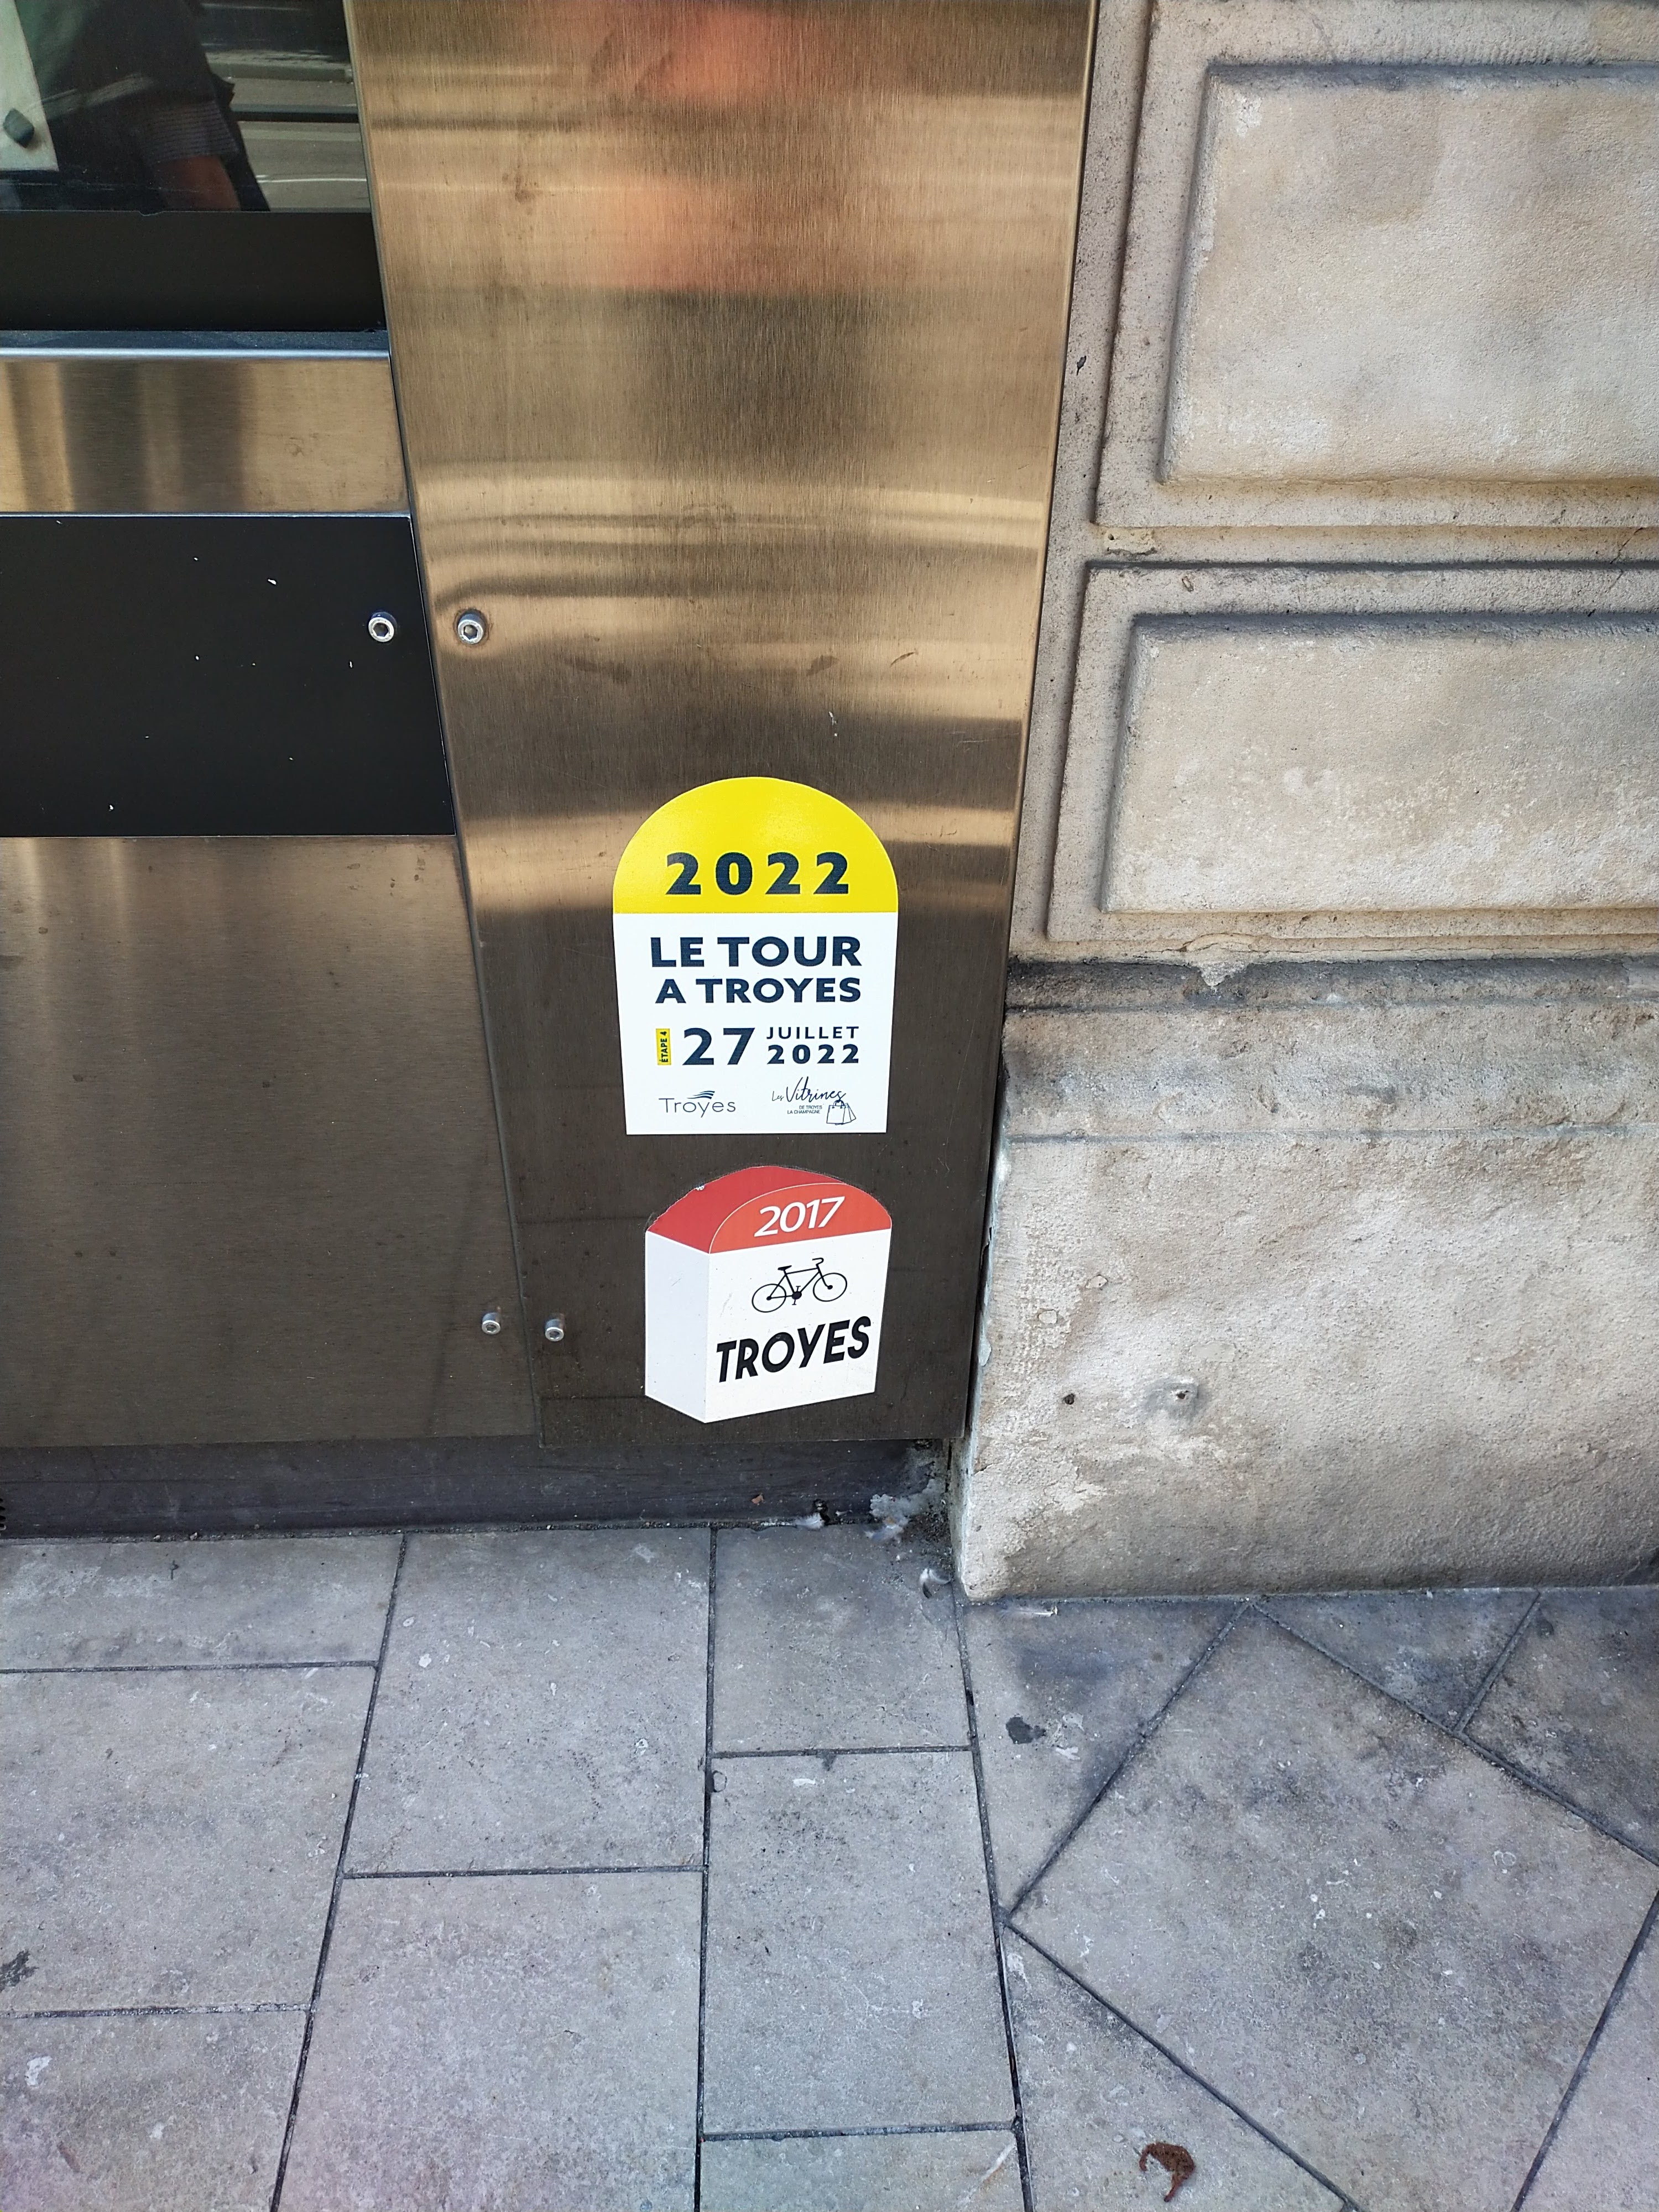 2022
LE TOUR
A TROYES
ÉTAPE 4
27 JUILLET
2022
Troyes
Les Vitrines
DE TROYES
LA CHAMPAGNE
2017
TROYES